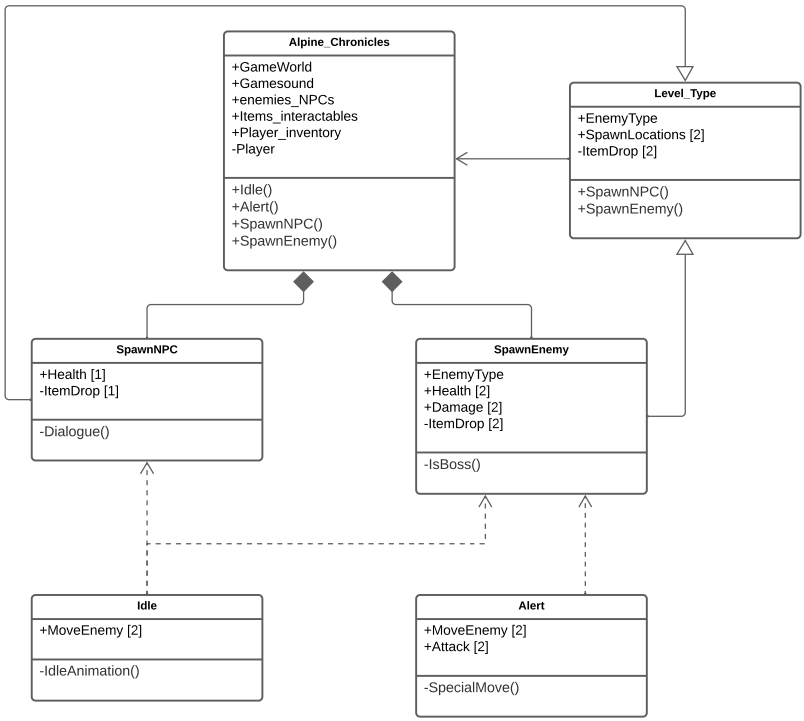 Alpine_Chronicles
+GameWorld
+Gamesound
+enemies_NPCs
+Items_interactables
+Player_inventory
-Player
+Idle()
+Alert()
+SpawnNPC()
+SpawnEnemy()
Level_Type
+EnemyType
+SpawnLocations [2]
-ItemDrop [2]
+SpawnNPC()
+SpawnEnemy()
SpawnNPC
+Health [1]
-ItemDrop [1]
-Dialogue()
SpawnEnemy
+EnemyType
+Health [2]
+Damage [2]
-ItemDrop [2]
-IsBoss()
Idle
+MoveEnemy [2]
-IdleAnimation()
Alert
+MoveEnemy [2]
+Attack [2]
-SpecialMove()